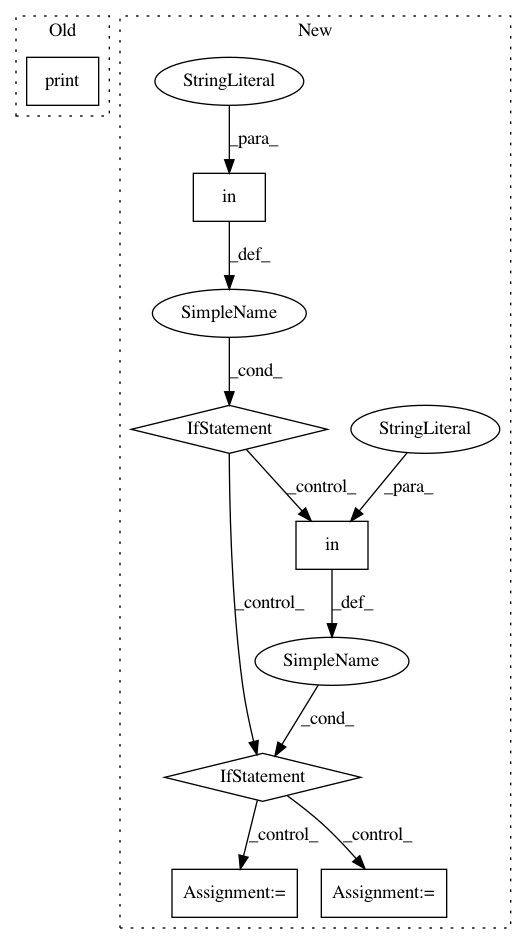 Old
New
print
StringLiteral
_para_
in
_def_
SimpleName
_cond_
IfStatement
StringLiteral
_control_
_para_
in
_control_
_def_
SimpleName
_cond_
IfStatement
_control_
_control_
Assignment:=
Assignment:=